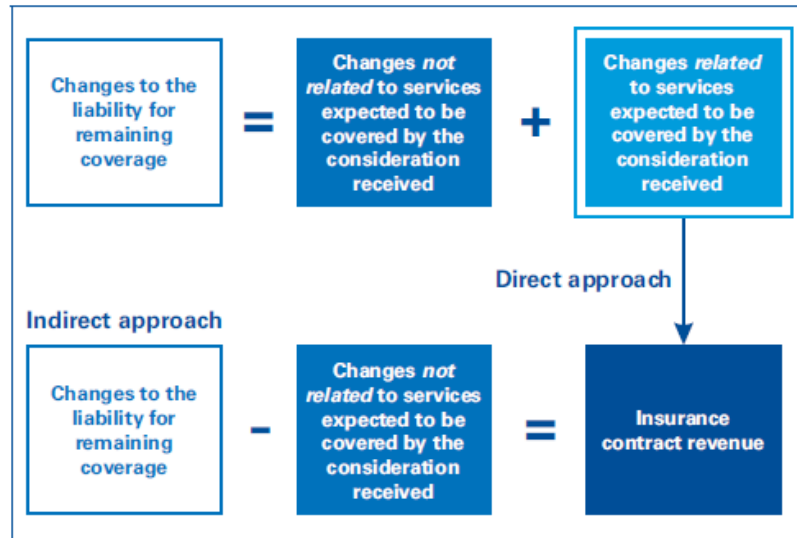 Changes to the
liability for
remaining
coverage
=
Changes not
related to services
expected to be
covered by the
consideration
received
+
Changes related
to services
expected to be
covered by the
consideration
received
Direct approach
Indirect approach
Changes to the
liability for
remaining
coverage
-
Changes not
related to services
expected to be
covered by the
consideration
received
=
Insurance
contract revenue